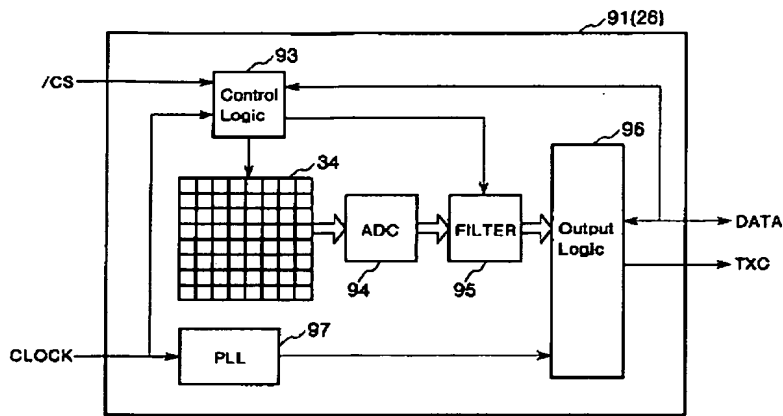 91(26)
93
/CS
Control
Logic
96
34
ADC
FILTER
Output
Logic
DATA
TXC
94
95
97
CLOCK
PLL